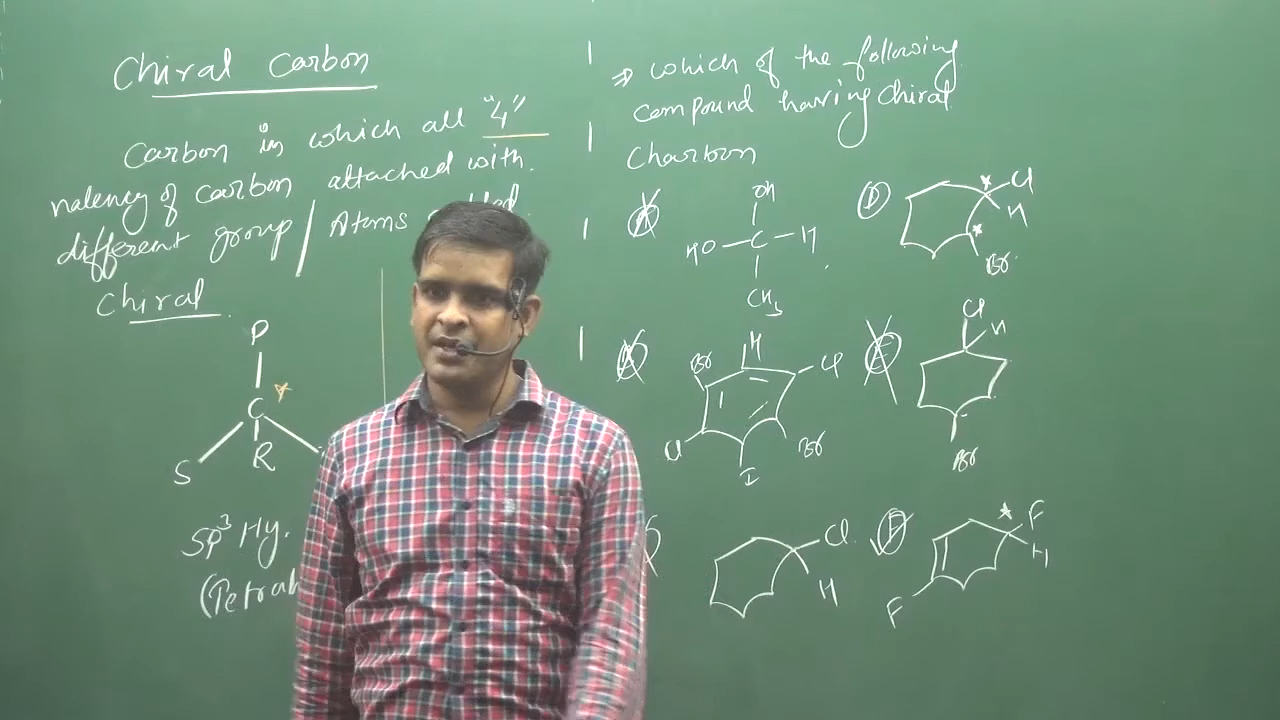 Chiral Carbon
Carbon in which all "4"
valency of carbon attached with
different group / Atoms
Chiral
P
C
S
R
SP³ Hy.
(Tetrah
⇒ which of the following
compound having Chiral
Charbon
A
OH
HO C H
CH3
Br H Cl
Cl I Br
Cl
H
D
Cl
H
Br
E
Cl
H
Br
F
F
H
F